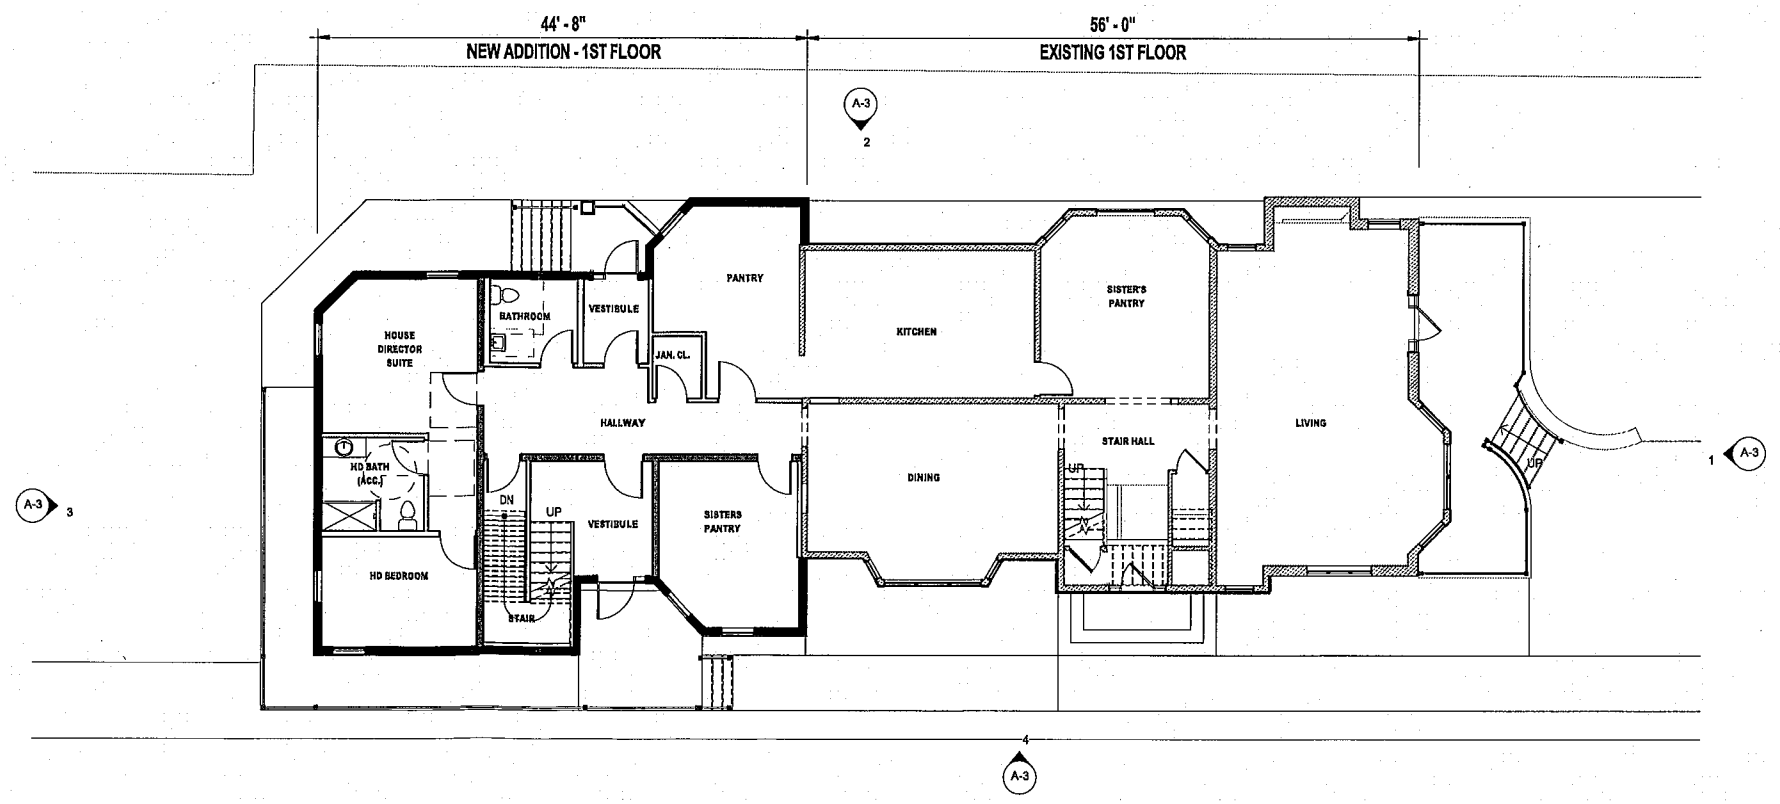 44' - 8"
56' - 0"
NEW ADDITION - 1ST FLOOR
EXISTING 1ST FLOOR
A-3
2
PANTRY
SISTER'S
PANTRY
BATHROOM
VESTIBULE
HOUSE
DIRECTOR
SUITE
KITCHEN
JAN. CL.
HALLWAY
STAIR HALL
LIVING
HD BATH
(ACC.)
DINING
UP
UP
1
A-3
A-3
3
DN
UP
SISTERS
PANTRY
VESTIBULE
HD BEDROOM
STAIR
4
A-3